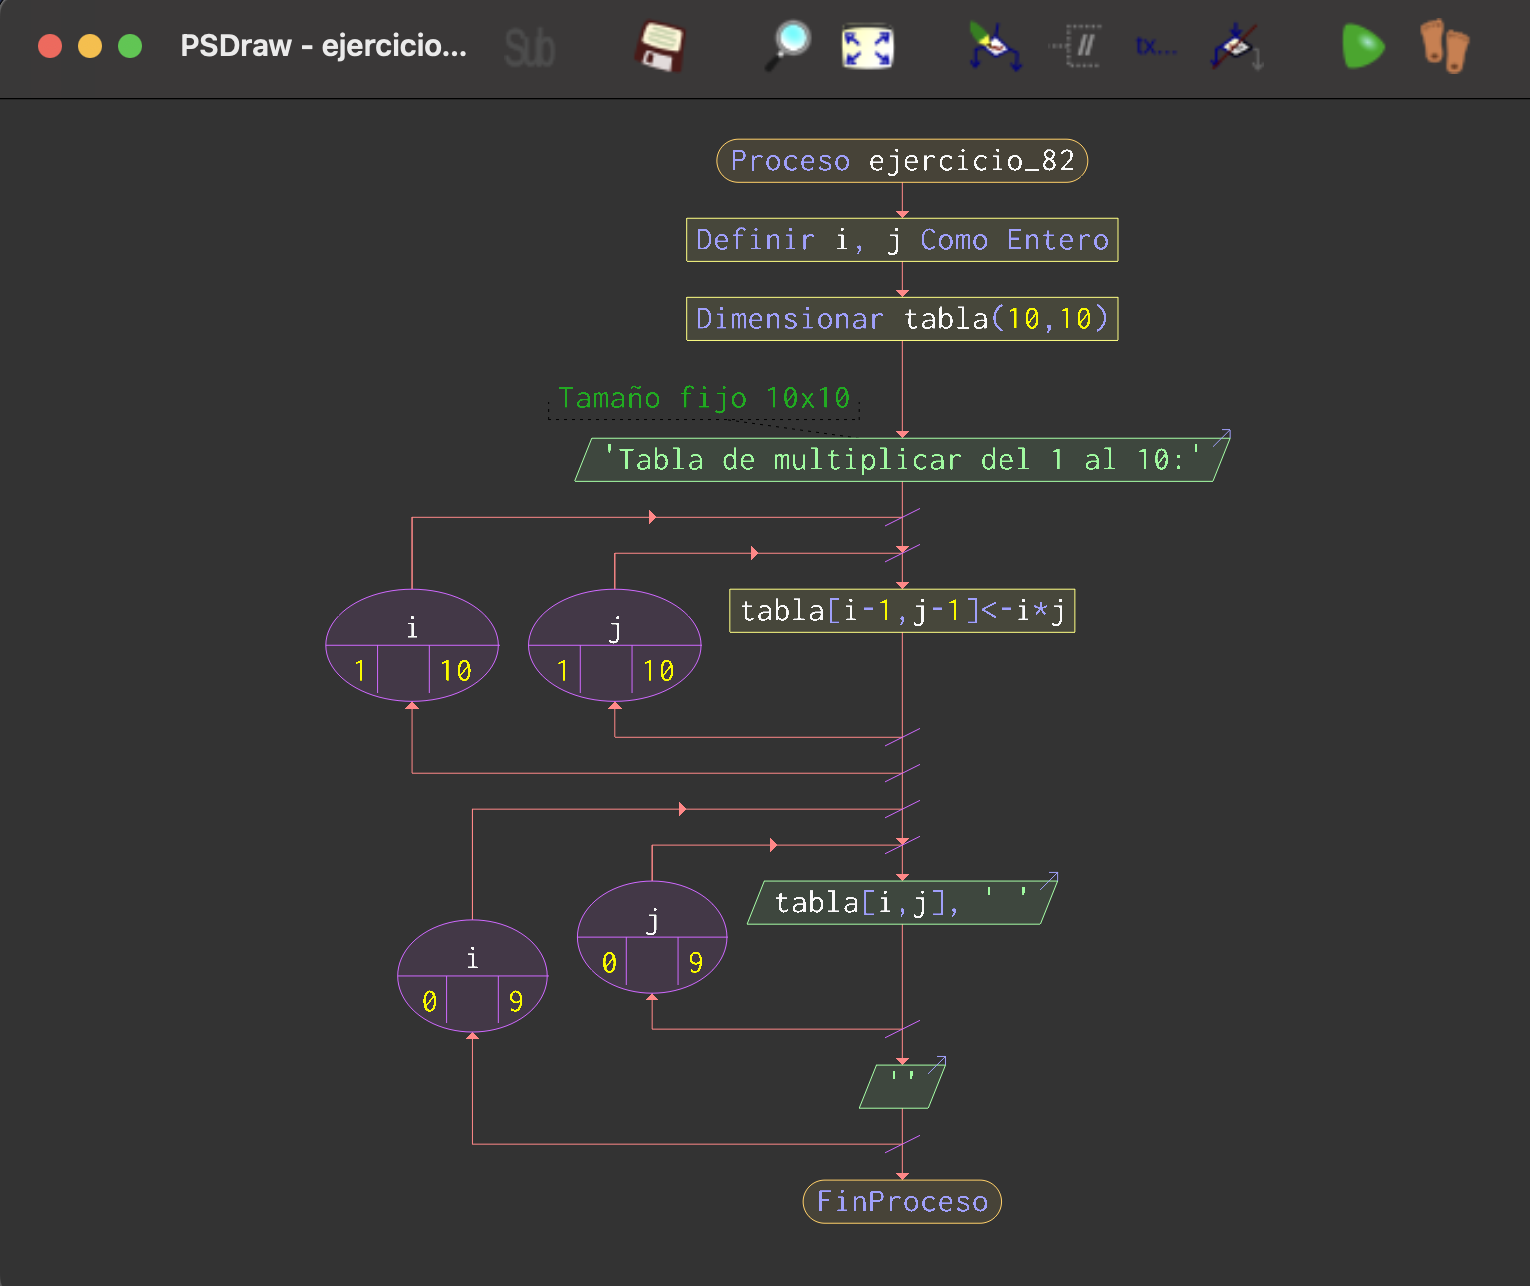 PSDraw - ejercicio...
Sub
tx...
Proceso ejercicio_82
Definir i, j Como Entero
Dimensionar tabla(10,10)
Tamaño fijo 10x10
'Tabla de multiplicar del 1 al 10:'
i
1 10
j
1 10
tabla[i-1,j-1]<-i*j
i
0 9
j
0 9
tabla[i,j], ' '
''
FinProceso